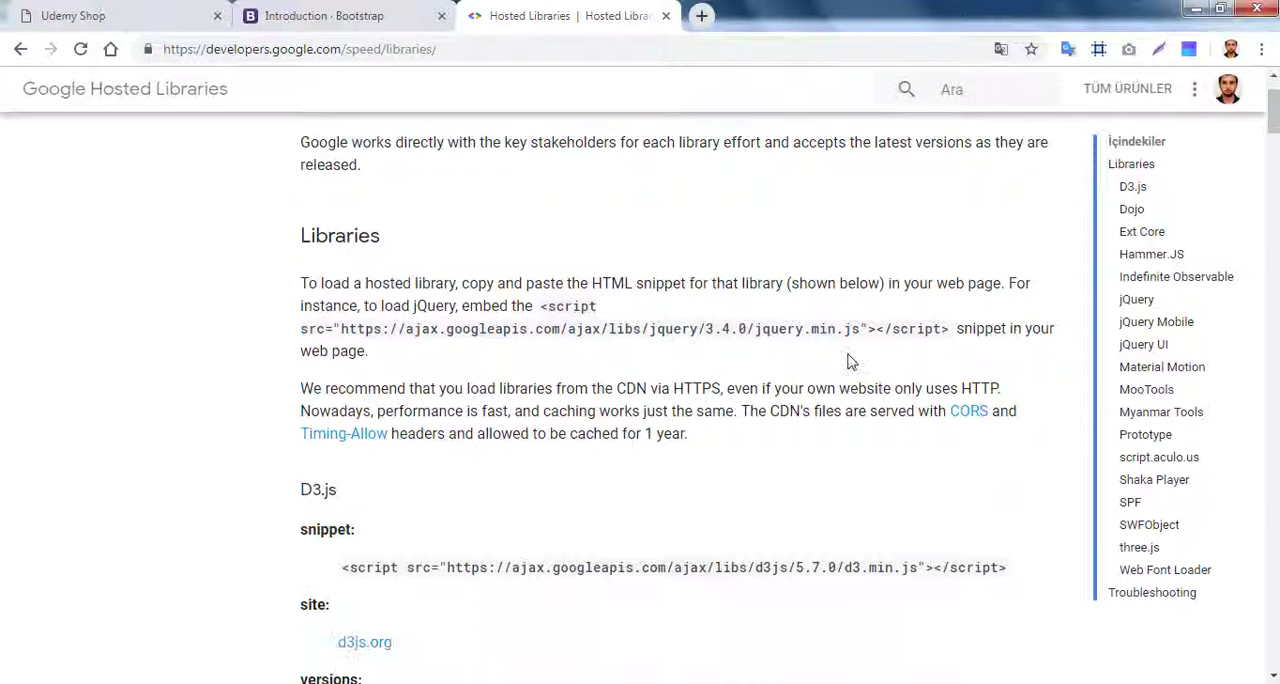 Udemy Shop
Introduction · Bootstrap
Hosted Libraries | Hosted Librar
https://developers.google.com/speed/libraries/
Google Hosted Libraries
Ara
TÜM ÜRÜNLER
Google works directly with the key stakeholders for each library effort and accepts the latest versions as they are
released.
Libraries
To load a hosted library, copy and paste the HTML snippet for that library (shown below) in your web page. For
instance, to load jQuery, embed the <script
src="https://ajax.googleapis.com/ajax/libs/jquery/3.4.0/jquery.min.js"></script> snippet in your
web page.
We recommend that you load libraries from the CDN via HTTPS, even if your own website only uses HTTP.
Nowadays, performance is fast, and caching works just the same. The CDN's files are served with CORS and
Timing-Allow headers and allowed to be cached for 1 year.
D3.js
snippet:
<script src="https://ajax.googleapis.com/ajax/libs/d3js/5.7.0/d3.min.js"></script>
site:
d3js.org
versions:
İçindekiler
Libraries
D3.js
Dojo
Ext Core
Hammer.JS
Indefinite Observable
jQuery
jQuery Mobile
jQuery UI
Material Motion
MooTools
Myanmar Tools
Prototype
script.aculo.us
Shaka Player
SPF
SWFObject
three.js
Web Font Loader
Troubleshooting